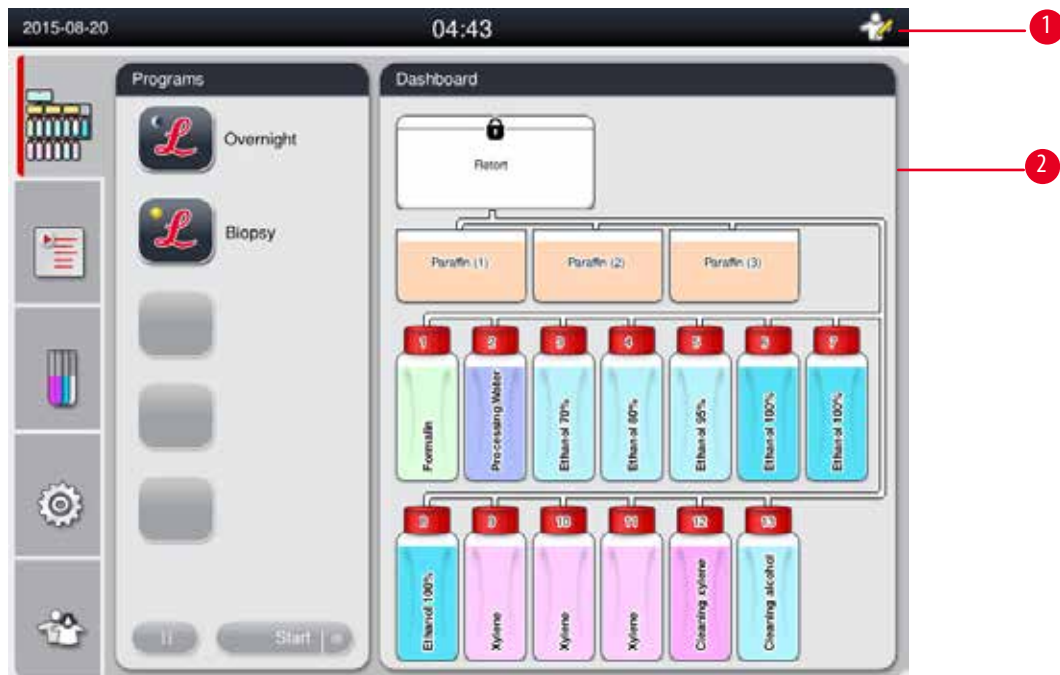 2015-08-20
04:43
1
Programs
Dashboard
Overnight
Biopsy
Start
Retort
2
Paraffin (1)
Paraffin (2)
Paraffin (3)
1
2
3
4
5
6
7
Formalin
Processing Water
Ethanol 70%
Ethanol 80%
Ethanol 95%
Ethanol 100%
Ethanol 100%
8
9
10
11
12
13
Ethanol 100%
Xylene
Xylene
Xylene
Cleaning xylene
Cleaning alcohol